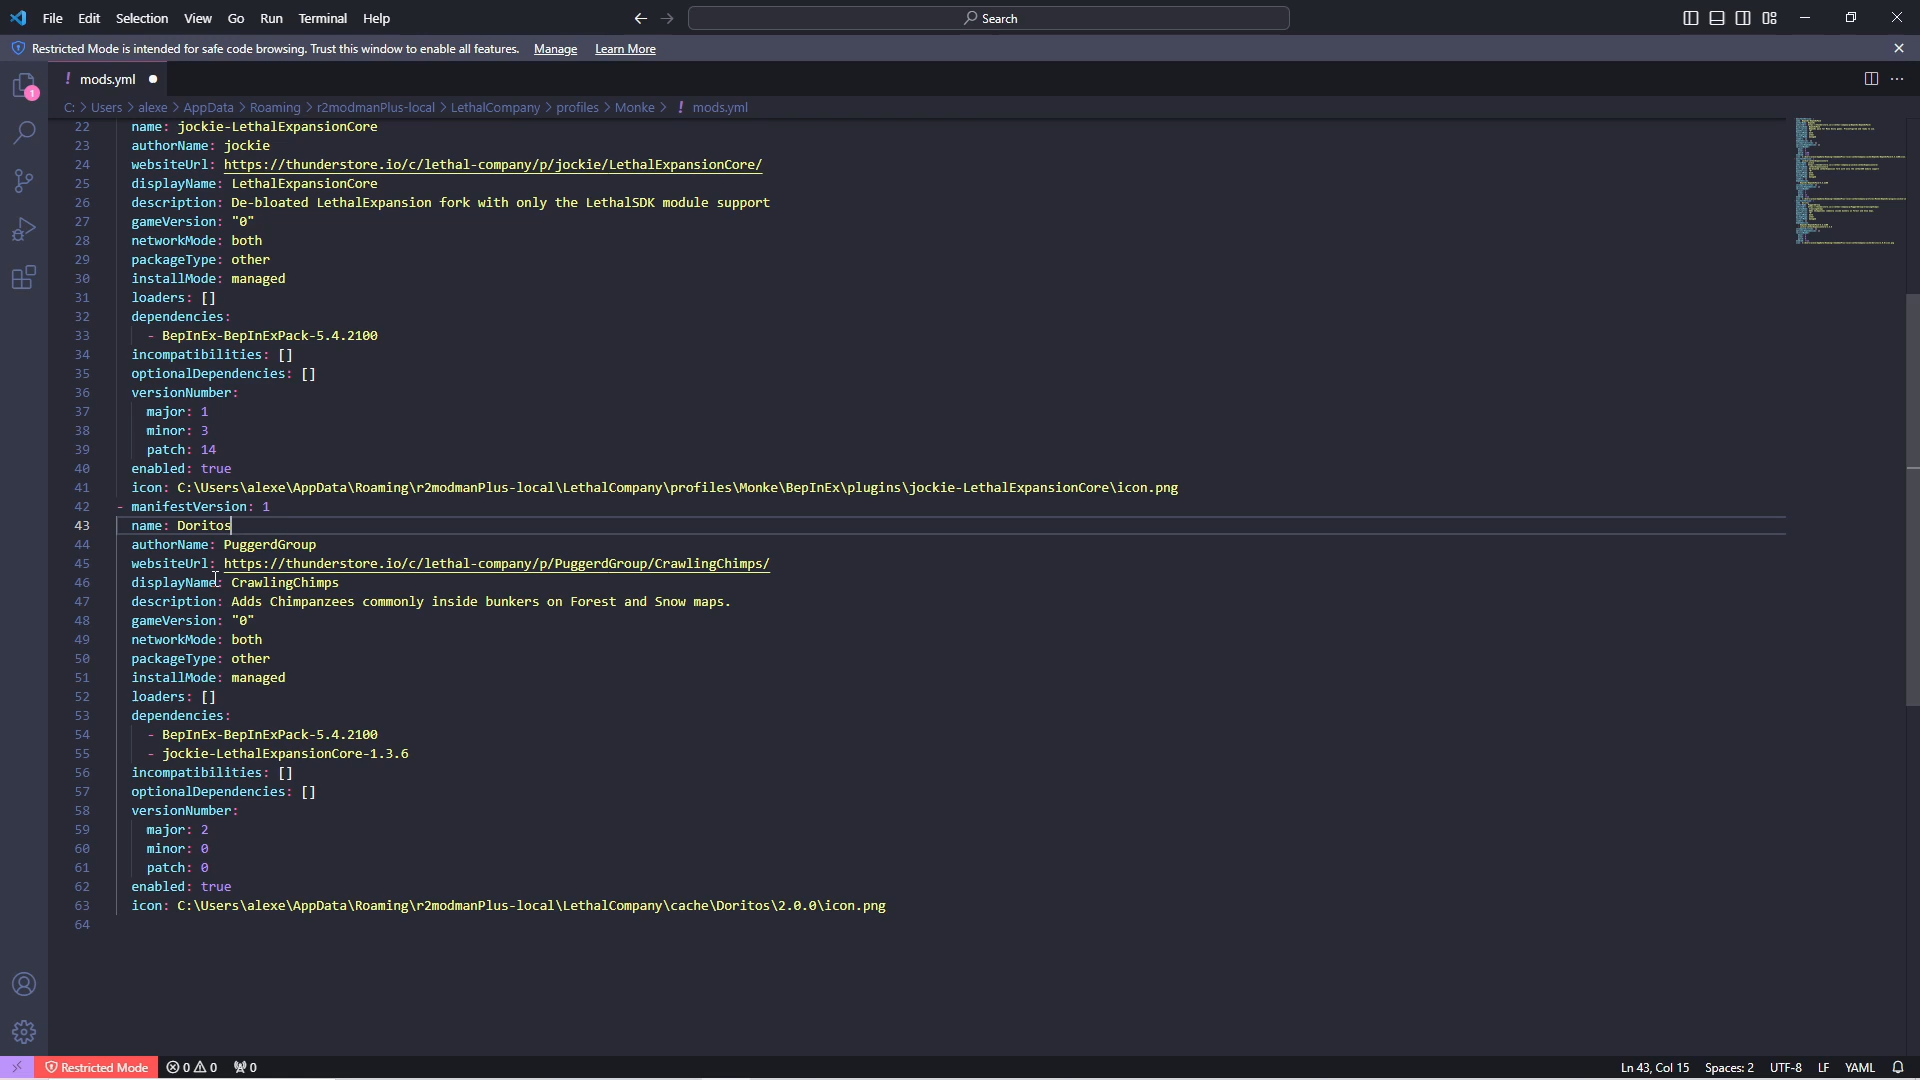 File Edit Selection View Go Run Terminal Help Search
Restricted Mode is intended for safe code browsing. Trust this window to enable all features. Manage Learn More
! mods.yml
C: > Users > alexe > AppData > Roaming > r2modmanPlus-local > LethalCompany > profiles > Monke > ! mods.yml
1
22 name: jockie-LethalExpansionCore
23 authorName: jockie
24 websiteUrl: https://thunderstore.io/c/lethal-company/p/jockie/LethalExpansionCore/
25 displayName: LethalExpansionCore
26 description: De-bloated LethalExpansion fork with only the LethalSDK module support
27 gameVersion: "0"
28 networkMode: both
29 packageType: other
30 installMode: managed
31 loaders: []
32 dependencies:
33 - BepInEx-BepInExPack-5.4.2100
34 incompatibilities: []
35 optionalDependencies: []
36 versionNumber:
37 major: 1
38 minor: 3
39 patch: 14
40 enabled: true
41 icon: C:\Users\alexe\AppData\Roaming\r2modmanPlus-local\LethalCompany\profiles\Monke\BepInEx\plugins\jockie-LethalExpansionCore\icon.png
42 - manifestVersion: 1
43 name: Doritos
44 authorName: PuggerdGroup
45 websiteUrl: https://thunderstore.io/c/lethal-company/p/PuggerdGroup/CrawlingChimps/
46 displayName: CrawlingChimps
47 description: Adds Chimpanzees commonly inside bunkers on Forest and Snow maps.
48 gameVersion: "0"
49 networkMode: both
50 packageType: other
51 installMode: managed
52 loaders: []
53 dependencies:
54 - BepInEx-BepInExPack-5.4.2100
55 - jockie-LethalExpansionCore-1.3.6
56 incompatibilities: []
57 optionalDependencies: []
58 versionNumber:
59 major: 2
60 minor: 0
61 patch: 0
62 enabled: true
63 icon: C:\Users\alexe\AppData\Roaming\r2modmanPlus-local\LethalCompany\cache\Doritos\2.0.0\icon.png
64
Restricted Mode 0 0 0 Ln 43, Col 15 Spaces: 2 UTF-8 LF YAML